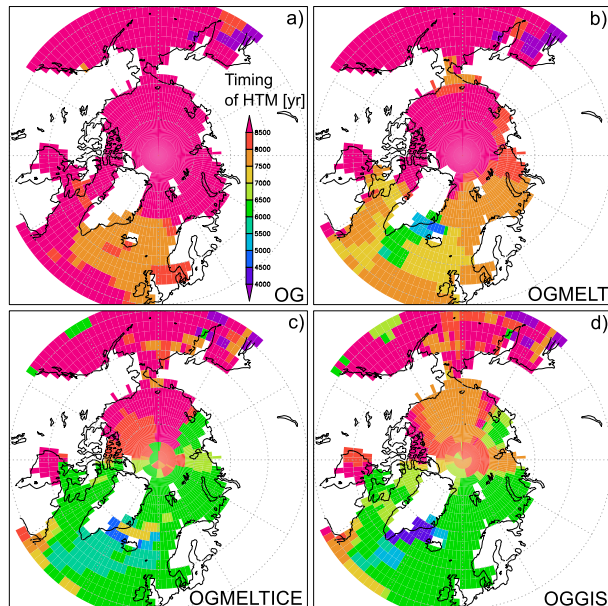 a)
Timing
of HTM [yr]
8500
8000
7500
7000
6500
6000
5500
5000
4500
4000
OG
b)
OGMELT
c)
OGMELTICE
d)
OGGIS